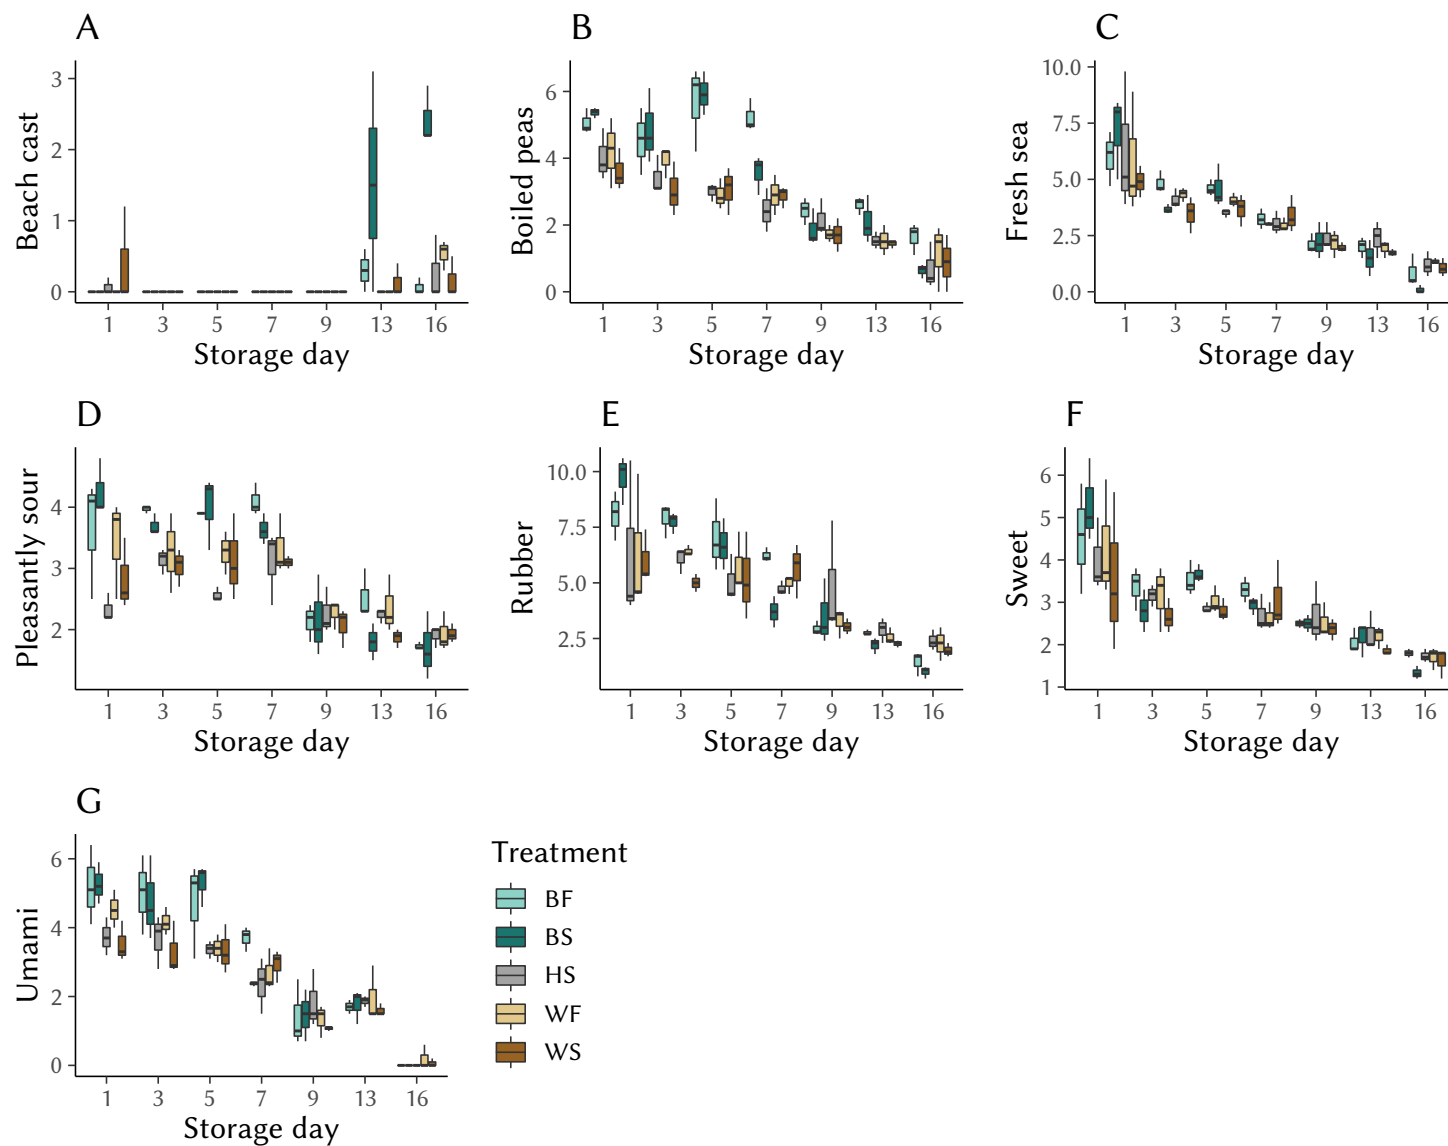 A
Beach cast
3
2
1
0
1 3 5 7 9 13 16
Storage day
B
Boiled peas
6
4
2
0
1 3 5 7 9 13 16
Storage day
C
Fresh sea
10.0
7.5
5.0
2.5
0.0
1 3 5 7 9 13 16
Storage day
D
Pleasantly sour
4
3
2
1 3 5 7 9 13 16
Storage day
E
Rubber
10.0
7.5
5.0
2.5
1 3 5 7 9 13 16
Storage day
F
Sweet
6
5
4
3
2
1
1 3 5 7 9 13 16
Storage day
G
Umami
6
4
2
0
1 3 5 7 9 13 16
Storage day
Treatment
BF
BS
HS
WF
WS